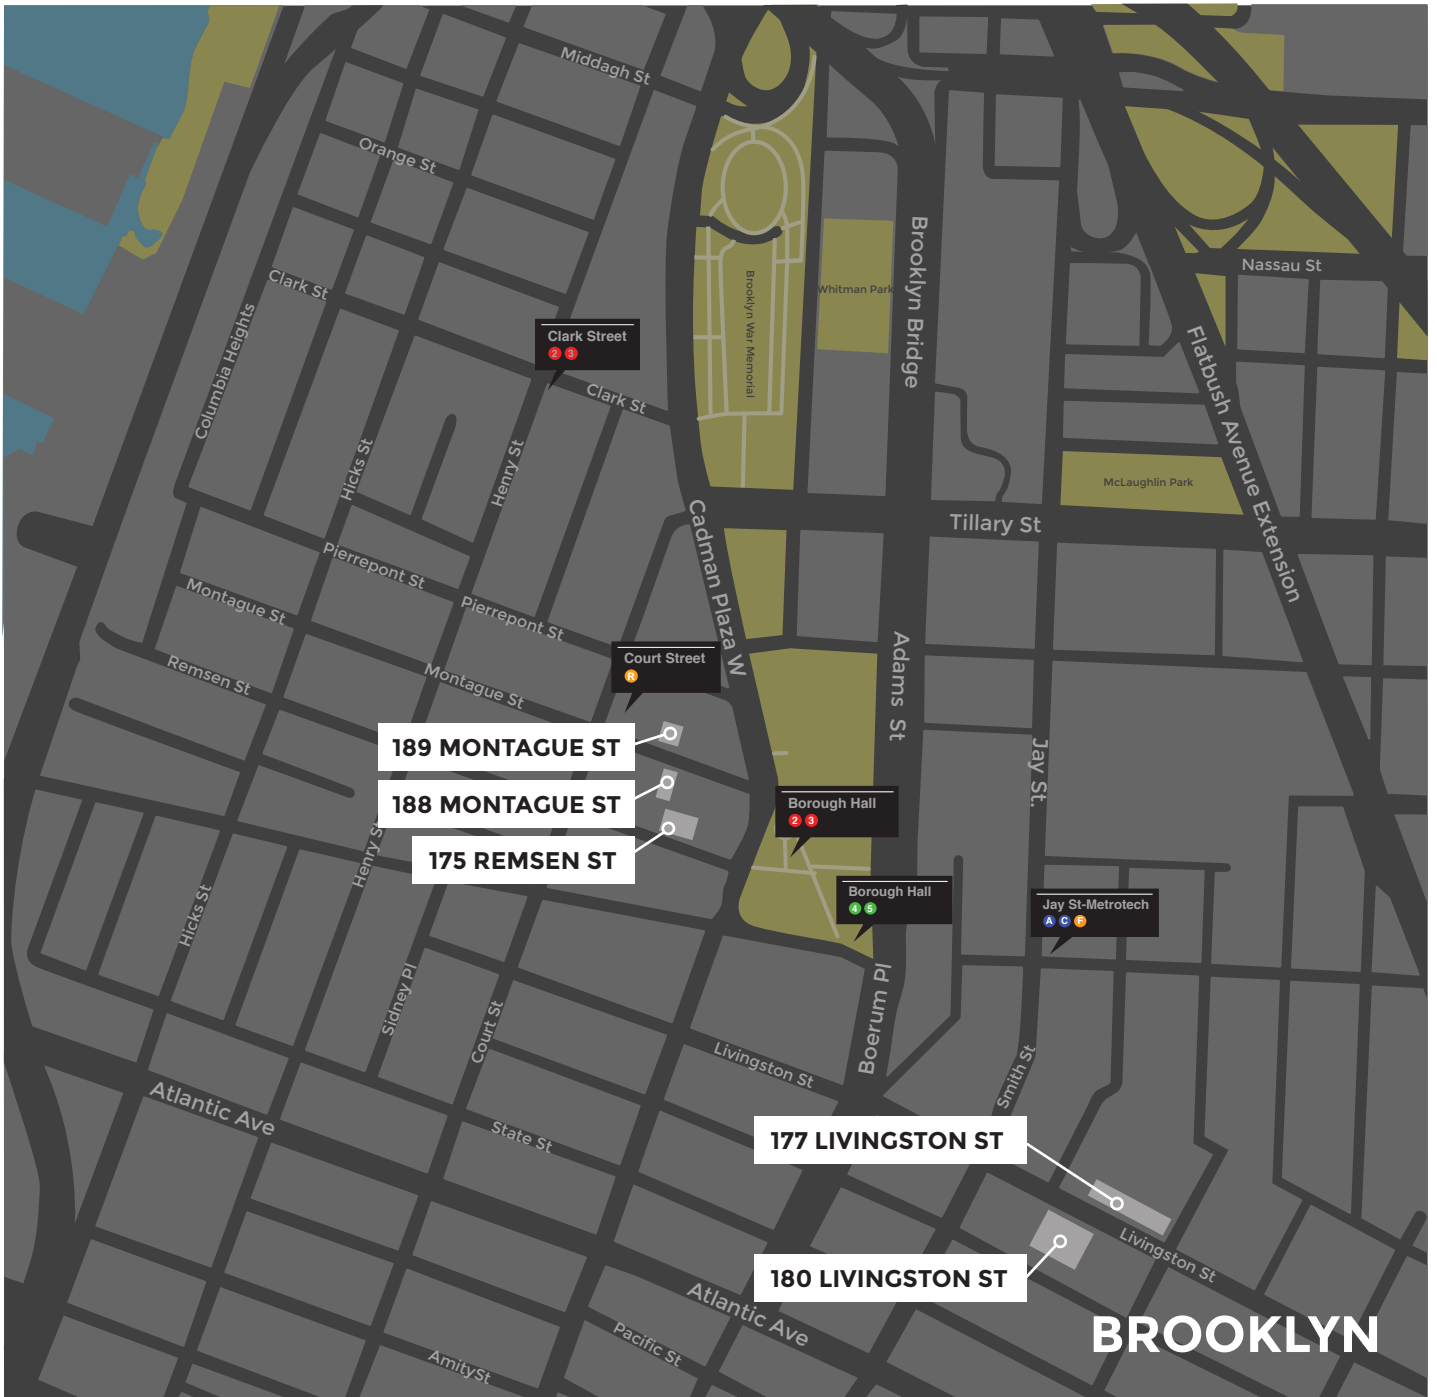 Middagh St
Orange St
Clark St
Columbia Heights
Clark Street
2 3
Clark St
Hicks St
Henry St
Brooklyn War Memorial
Whitman Park
Brooklyn Bridge
Nassau St
Flatbush Avenue Extension
McLaughlin Park
Tillary St
Cadman Plaza W
Pierrepont St
Pierrepont St
Montague St
Montague St
Remsen St
Court Street
R
Adams St
Jay St.
189 MONTAGUE ST
188 MONTAGUE ST
175 REMSEN ST
Borough Hall
2 3
Borough Hall
4 5
Jay St-Metrotech
A C F
Henry St
Hicks St
Sidney Pl
Court St
Boerum Pl
Livingston St
Smith St
Atlantic Ave
State St
177 LIVINGSTON ST
Livingston St
180 LIVINGSTON ST
Atlantic Ave
Pacific St
AmitySt
BROOKLYN